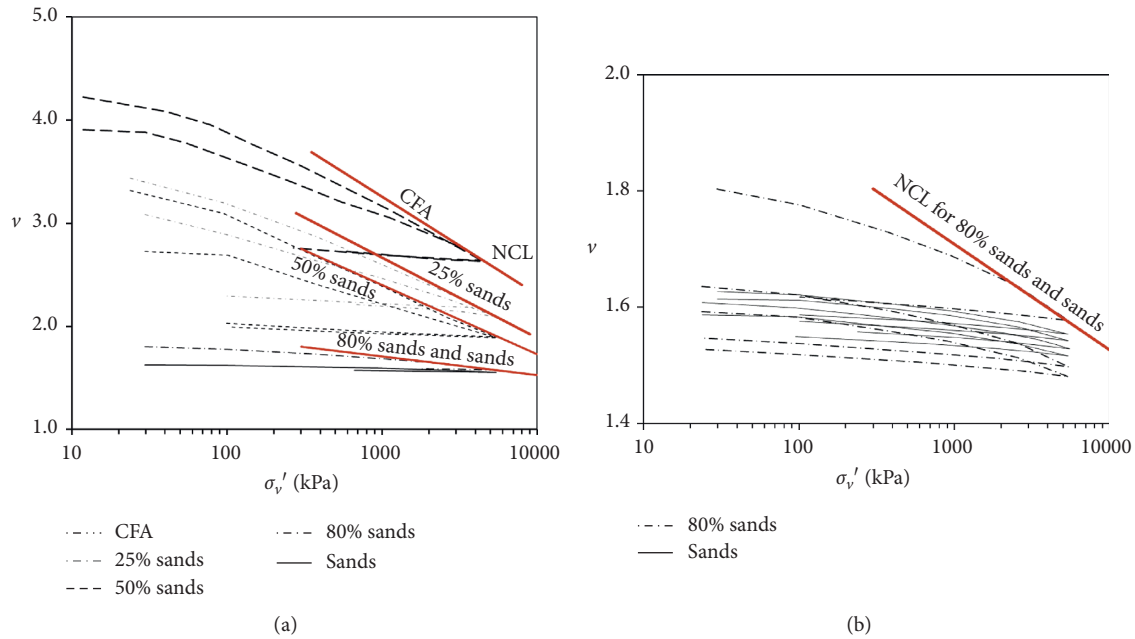 5.0
4.0
3.0
2.0
1.0
v
CFA
NCL
25% sands
50% sands
80% sands and sands
10
100
1000
10000
σv′ (kPa)
CFA
25% sands
50% sands
80% sands
Sands
(a)
2.0
1.8
1.6
1.4
v
NCL for 80% sands and sands
10
100
1000
10000
σv′ (kPa)
80% sands
Sands
(b)